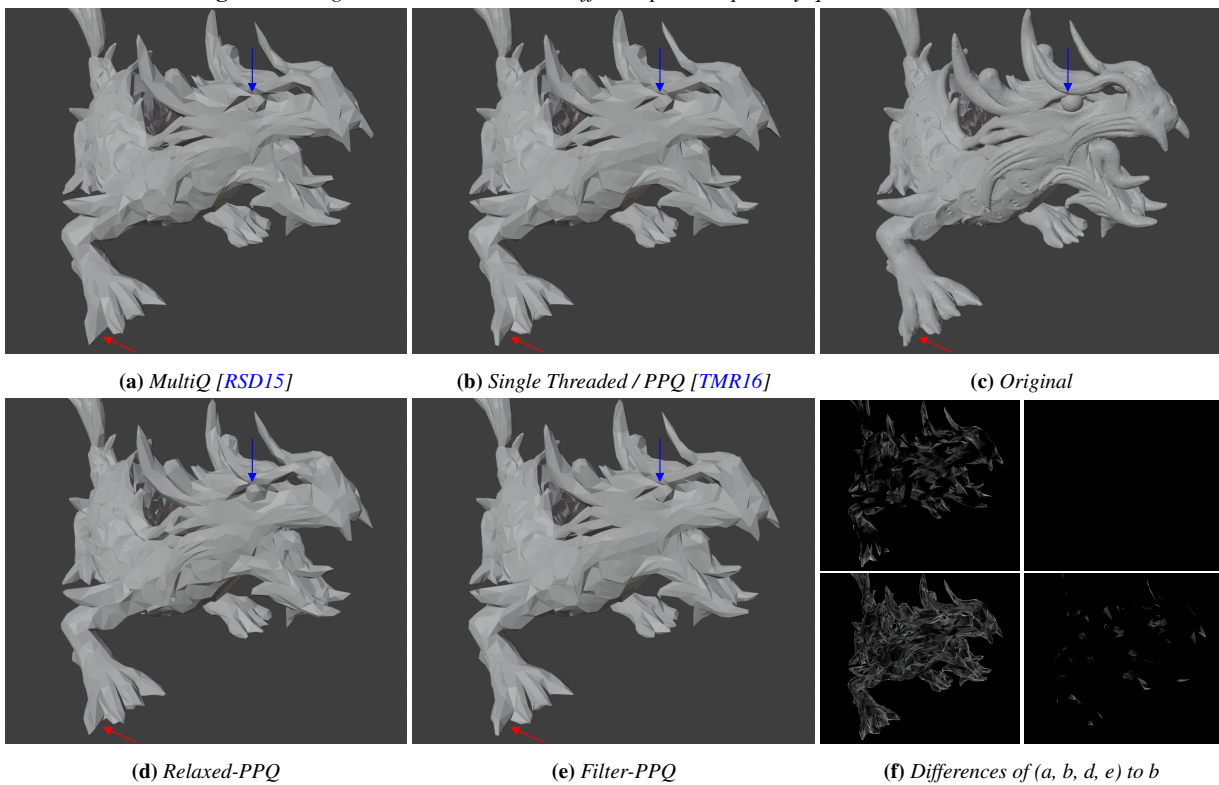 (a) MultiQ [RSD15]
(b) Single Threaded / PPQ [TMR16]
(c) Original
(d) Relaxed-PPQ
(e) Filter-PPQ
(f) Differences of (a, b, d, e) to b